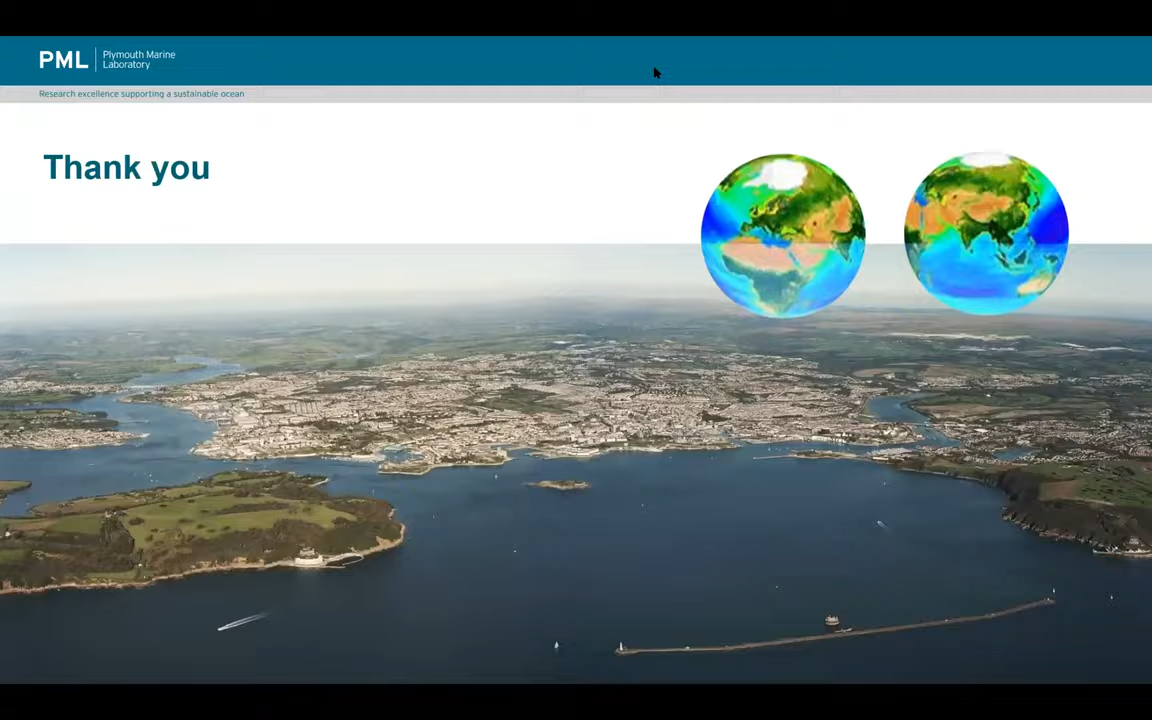 PML
Plymouth Marine
Laboratory
Research excellence supporting a sustainable ocean
Thank you